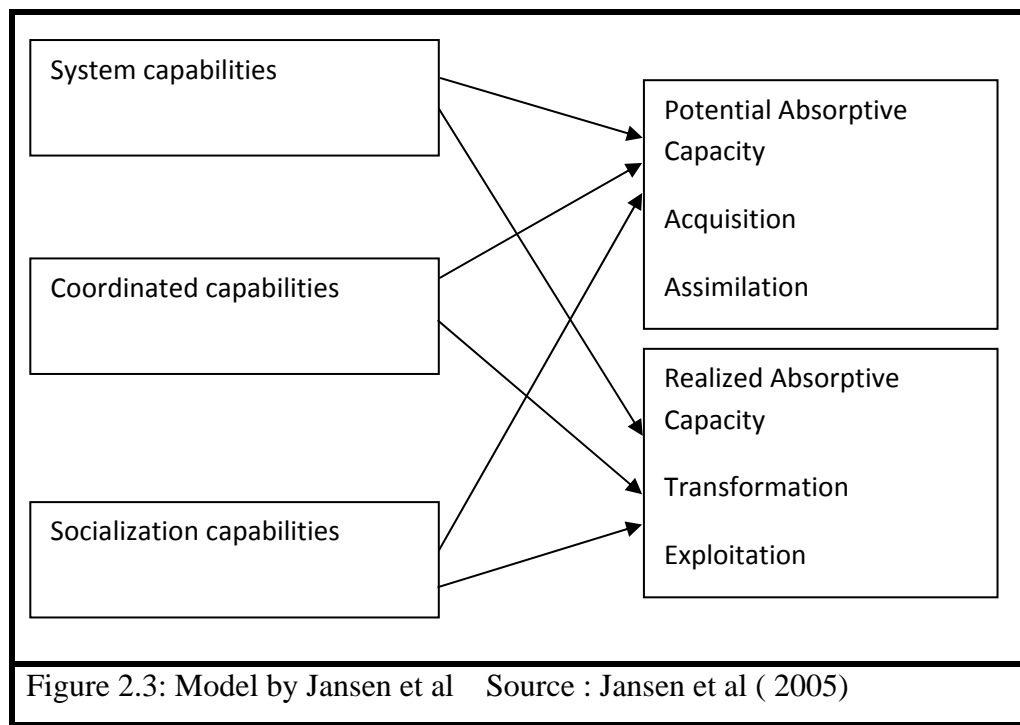 System capabilities
Coordinated capabilities
Socialization capabilities
Potential Absorptive
Capacity
Acquisition
Assimilation
Realized Absorptive
Capacity
Transformation
Exploitation
Figure 2.3: Model by Jansen et al    Source : Jansen et al ( 2005)